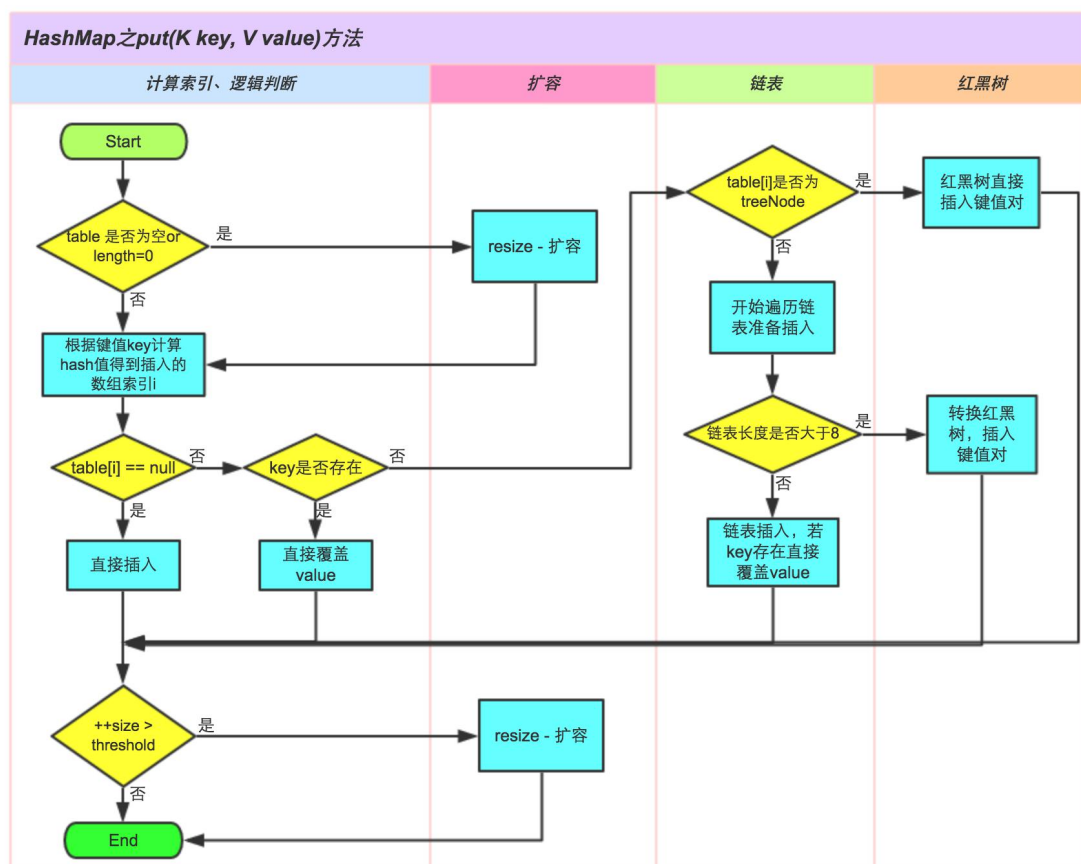 HashMap之put(K key, V value)方法
计算索引、逻辑判断
扩容
链表
红黑树
Start
table 是否为空or
length=0
是
resize - 扩容
否
根据键值key计算
hash值得到插入的
数组索引i
table[i] == null
否
key是否存在
否
是
直接插入
是
直接覆盖
value
table[i]是否为
treeNode
是
红黑树直接
插入键值对
否
开始遍历链
表准备插入
链表长度是否大于8
是
转换红黑
树，插入
键值对
否
链表插入，若
key存在直接
覆盖value
++size >
threshold
是
resize - 扩容
否
End